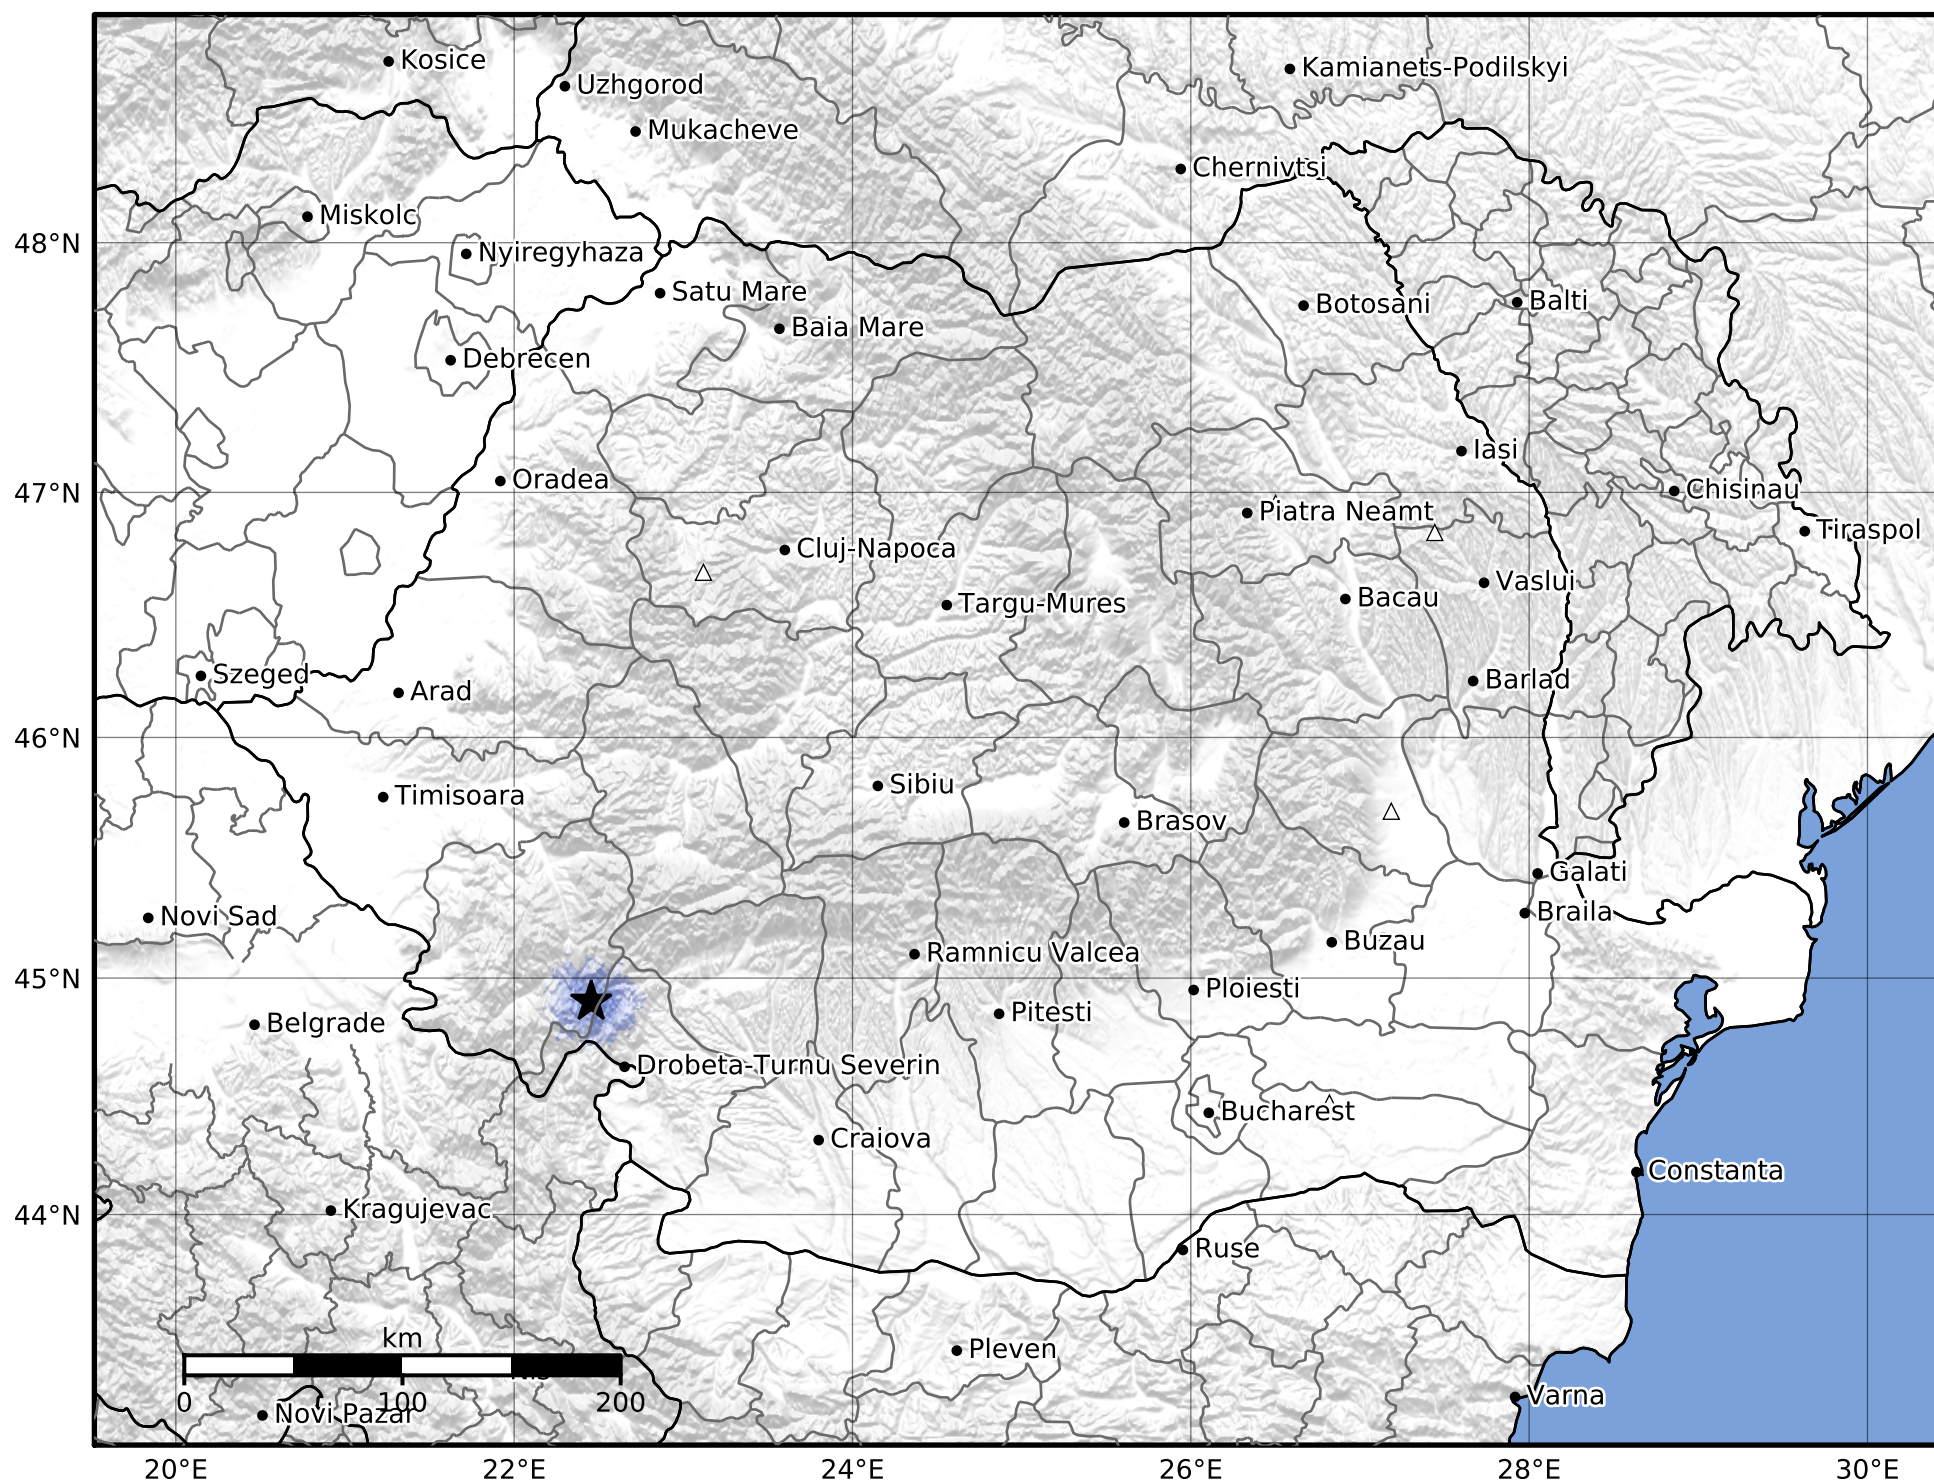 Kosice
Uzhgorod
Kamianets-Podilskyi
Mukachevе
Chernivtsi
Miskolc
48°N
Nyiregyhaza
Satu Mare
Botosani
Balti
Baia Mare
Debrecen
Iasi
Oradea
47°N
Chisinau
Piatra Neamt
Tiraspol
Cluj-Napoca
Vaslui
Bacau
Targu-Mures
Szeged
Arad
Barlad
46°N
Sibiu
Timisoara
Brasov
Galati
Novi Sad
Braila
Buzau
Ramnicu Valcea
45°N
Ploiesti
Pitesti
Belgrade
Drobeta-Turnu Severin
Bucharest
Craiova
Constanta
Kragujevac
44°N
Ruse
km
Pleven
0 100 200
Varna
Novi Pazar
20°E 22°E 24°E 26°E 28°E 30°E